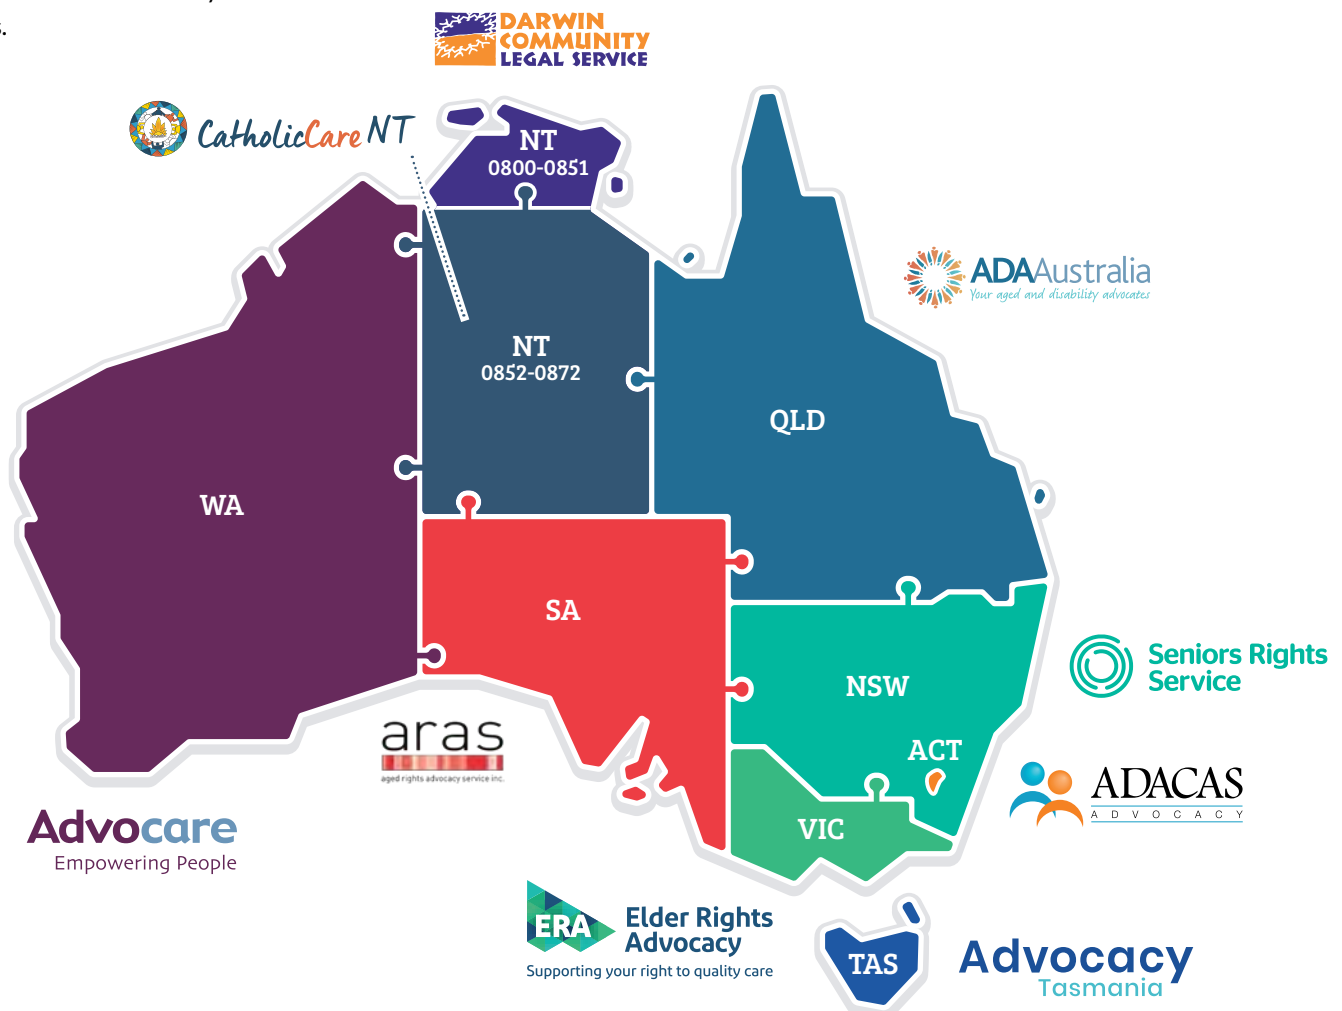 s.
DARWIN
COMMUNITY
LEGAL SERVICE
CatholicCare NT
NT
0800-0851
ADAAustralia
Your aged and disability advocates
NT
0852-0872
QLD
WA
SA
Seniors Rights
Service
NSW
ACT
aras
aged rights advocacy service inc.
ADACAS
ADVOCACY
VIC
Advocare
Empowering People
ERA
Elder Rights
Advocacy
Supporting your right to quality care
TAS
Advocacy
Tasmania